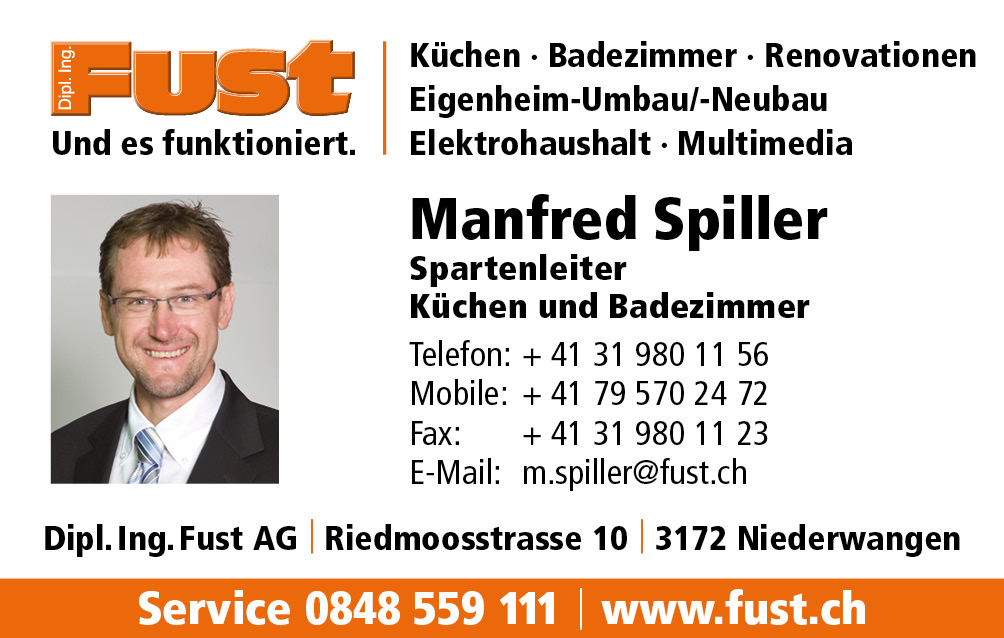 Dipl. Ing.
Fust
Und es funktioniert.
Küchen · Badezimmer · Renovationen
Eigenheim-Umbau/-Neubau
Elektrohaushalt · Multimedia
Manfred Spiller
Spartenleiter
Küchen und Badezimmer
Telefon: + 41 31 980 11 56
Mobile: + 41 79 570 24 72
Fax: + 41 31 980 11 23
E-Mail: m.spiller@fust.ch
Dipl. Ing. Fust AG | Riedmoosstrasse 10 | 3172 Niederwangen
Service 0848 559 111 | www.fust.ch